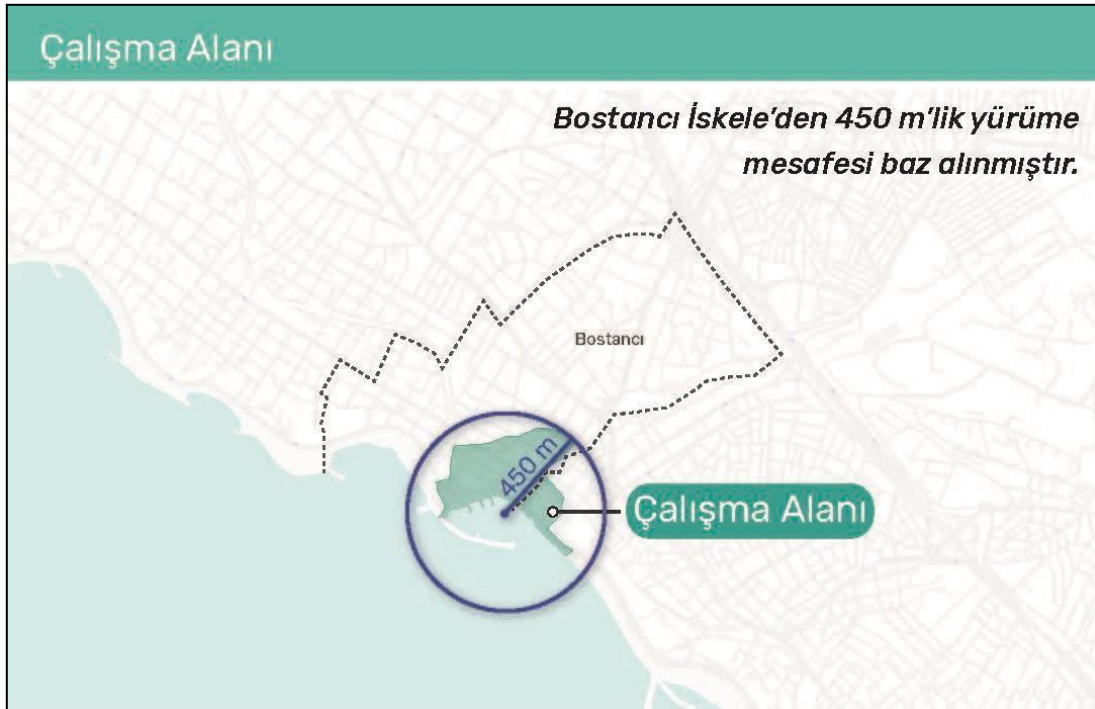 Çalışma Alanı
Bostancı İskele’den 450 m’lik yürüme
mesafesi baz alınmıştır.
Bostancı
450 m
Çalışma Alanı